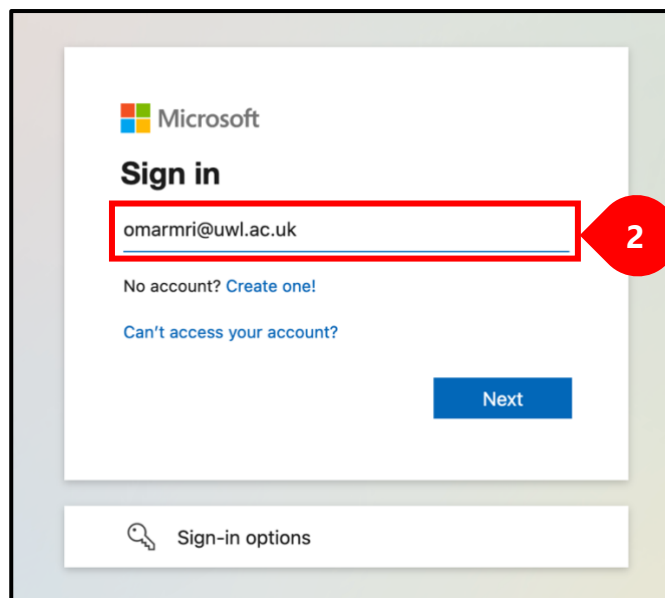 Microsoft
Sign in
omarmri@uwl.ac.uk
2
No account? Create one!
Can't access your account?
Next
Sign-in options